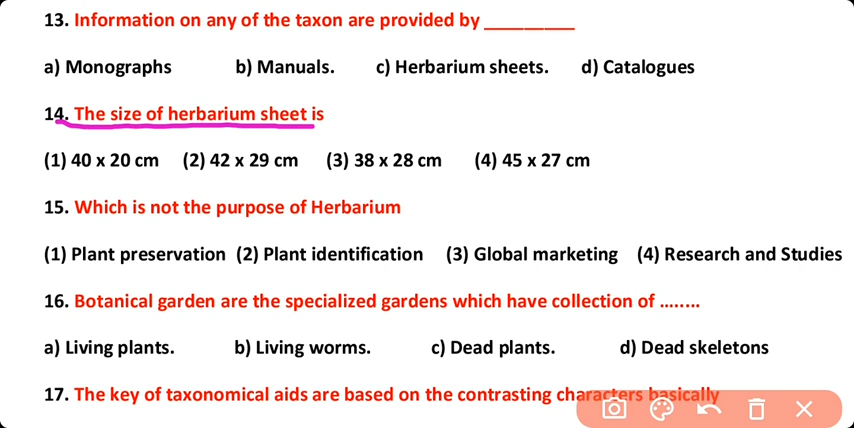 13. Information on any of the taxon are provided by __________
a) Monographs b) Manuals. c) Herbarium sheets. d) Catalogues
14. The size of herbarium sheet is
(1) 40 x 20 cm (2) 42 x 29 cm (3) 38 x 28 cm (4) 45 x 27 cm
15. Which is not the purpose of Herbarium
(1) Plant preservation (2) Plant identification (3) Global marketing (4) Research and Studies
16. Botanical garden are the specialized gardens which have collection of ........
a) Living plants. b) Living worms. c) Dead plants. d) Dead skeletons
17. The key of taxonomical aids are based on the contrasting characters basically